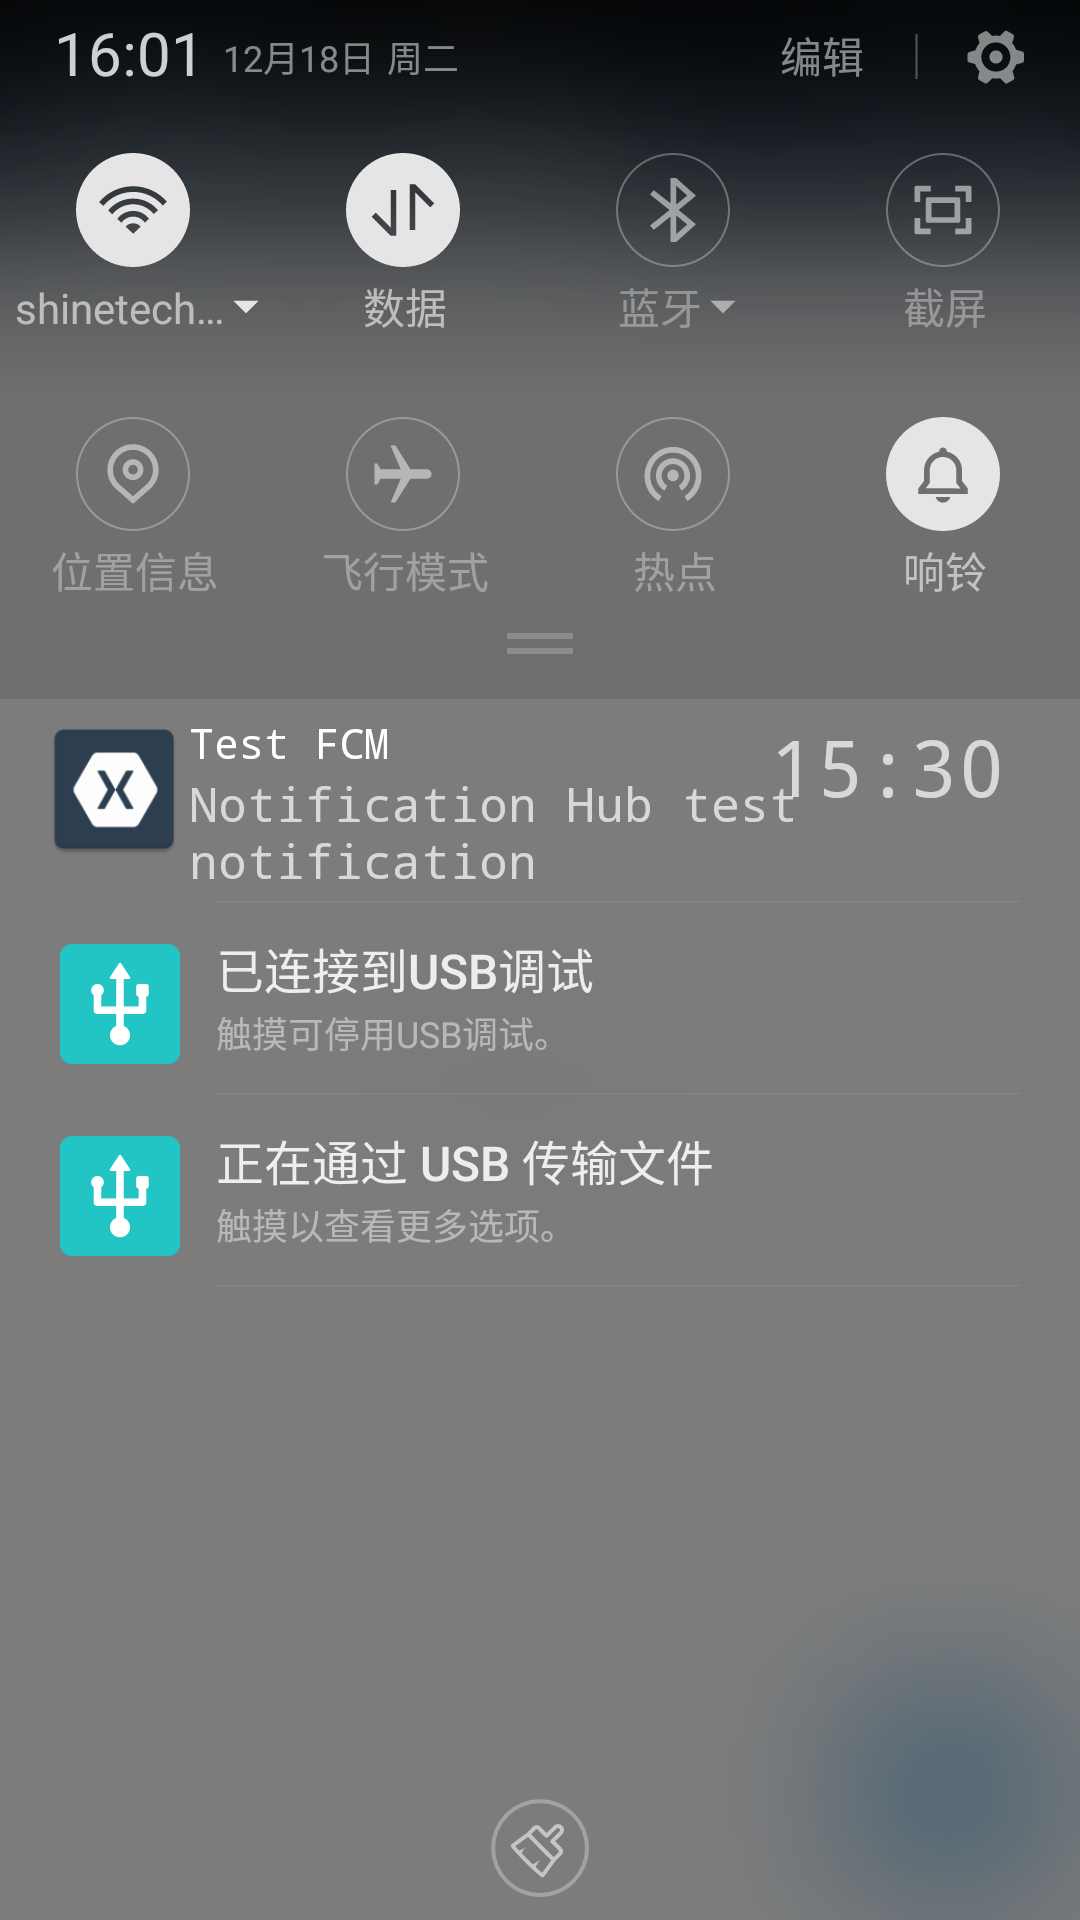 16:01 12月18日 周二 编辑
shinetech... 数据 蓝牙 截屏
位置信息 飞行模式 热点 响铃
Test FCM 15:30
Notification Hub test
notification
已连接到USB调试
触摸可停用USB调试。
正在通过 USB 传输文件
触摸以查看更多选项。